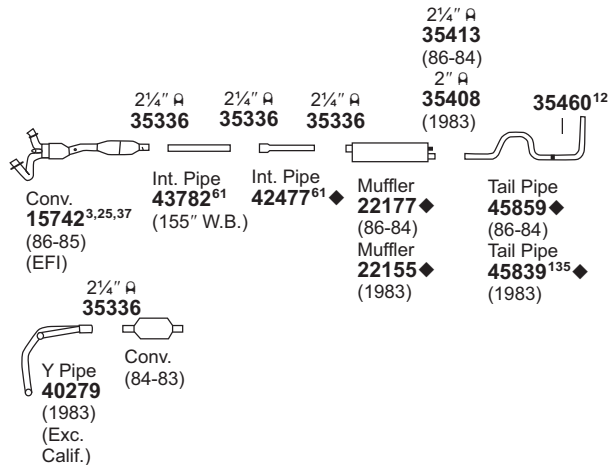 2¼″
35413
(86-84)
2″
35408
(1983)
35460¹²
2¼″
35336
2¼″
35336
2¼″
35336
Conv.
15742³,²⁵,³⁷
(86-85)
(EFI)
Int. Pipe
43782⁶¹
(155″ W.B.)
Int. Pipe
42477⁶¹◆
Muffler
22177◆
(86-84)
Muffler
22155◆
(1983)
Tail Pipe
45859◆
(86-84)
Tail Pipe
45839¹³⁵◆
(1983)
2¼″
35336
Y Pipe
40279
(1983)
(Exc.
Calif.)
Conv.
(84-83)